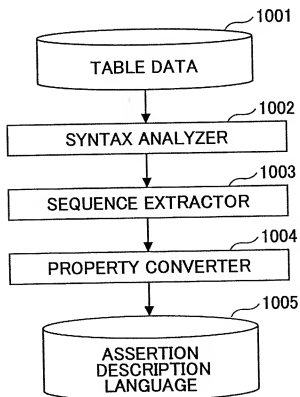 1001
TABLE DATA
1002
SYNTAX ANALYZER
1003
SEQUENCE EXTRACTOR
1004
PROPERTY CONVERTER
1005
ASSERTION
DESCRIPTION
LANGUAGE